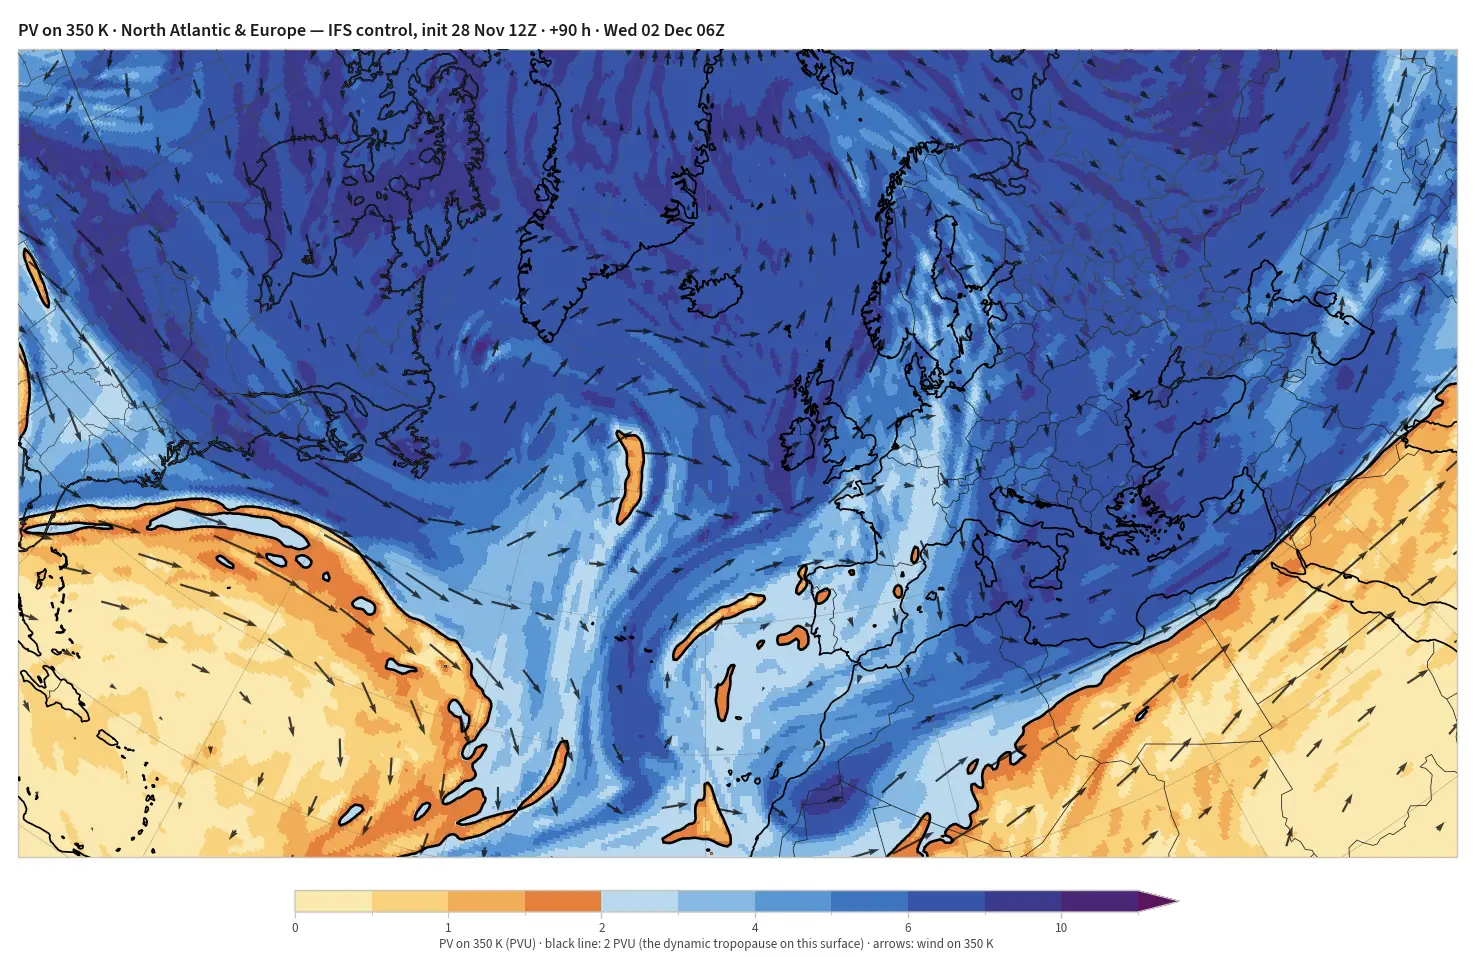 PV on 350 K · North Atlantic & Europe — IFS control, init 28 Nov 12Z · +90 h · Wed 02 Dec 06Z
0 1 2 4 6 10
PV on 350 K (PVU) · black line: 2 PVU (the dynamic tropopause on this surface) · arrows: wind on 350 K